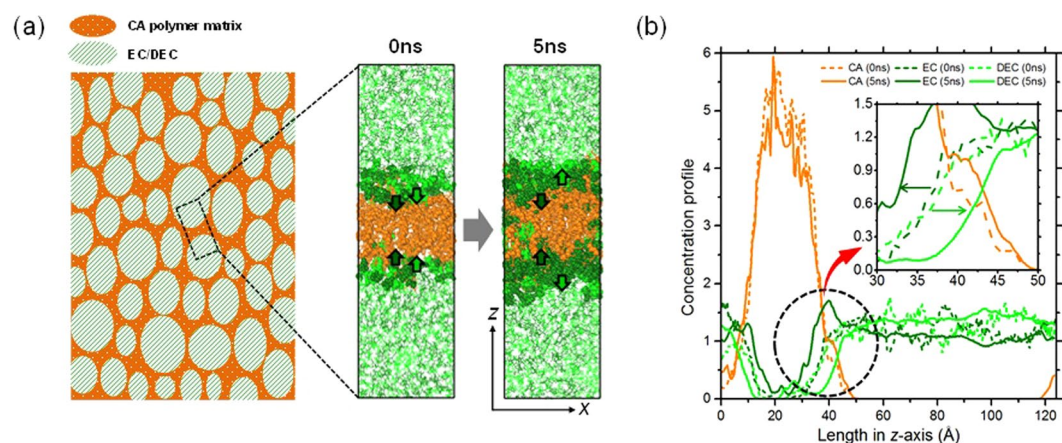 (a)
CA polymer matrix
EC/DEC
0ns
5ns
Z
X
(b)
Concentration profile
6
5
4
3
2
1
0
CA (0ns) EC (0ns) DEC (0ns)
CA (5ns) EC (5ns) DEC (5ns)
1.5
1.2
0.9
0.6
0.3
0.0
30 35 40 45 50
0 20 40 60 80 100 120
Length in z-axis (Å)